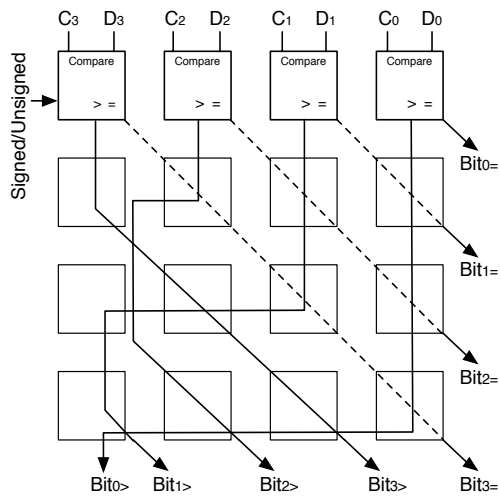 C3 D3 C2 D2 C1 D1 C0 D0
Compare Compare Compare Compare
> = > = > = > =
Signed/Unsigned
Bit0=
Bit1=
Bit2=
Bit0> Bit1> Bit2> Bit3> Bit3=